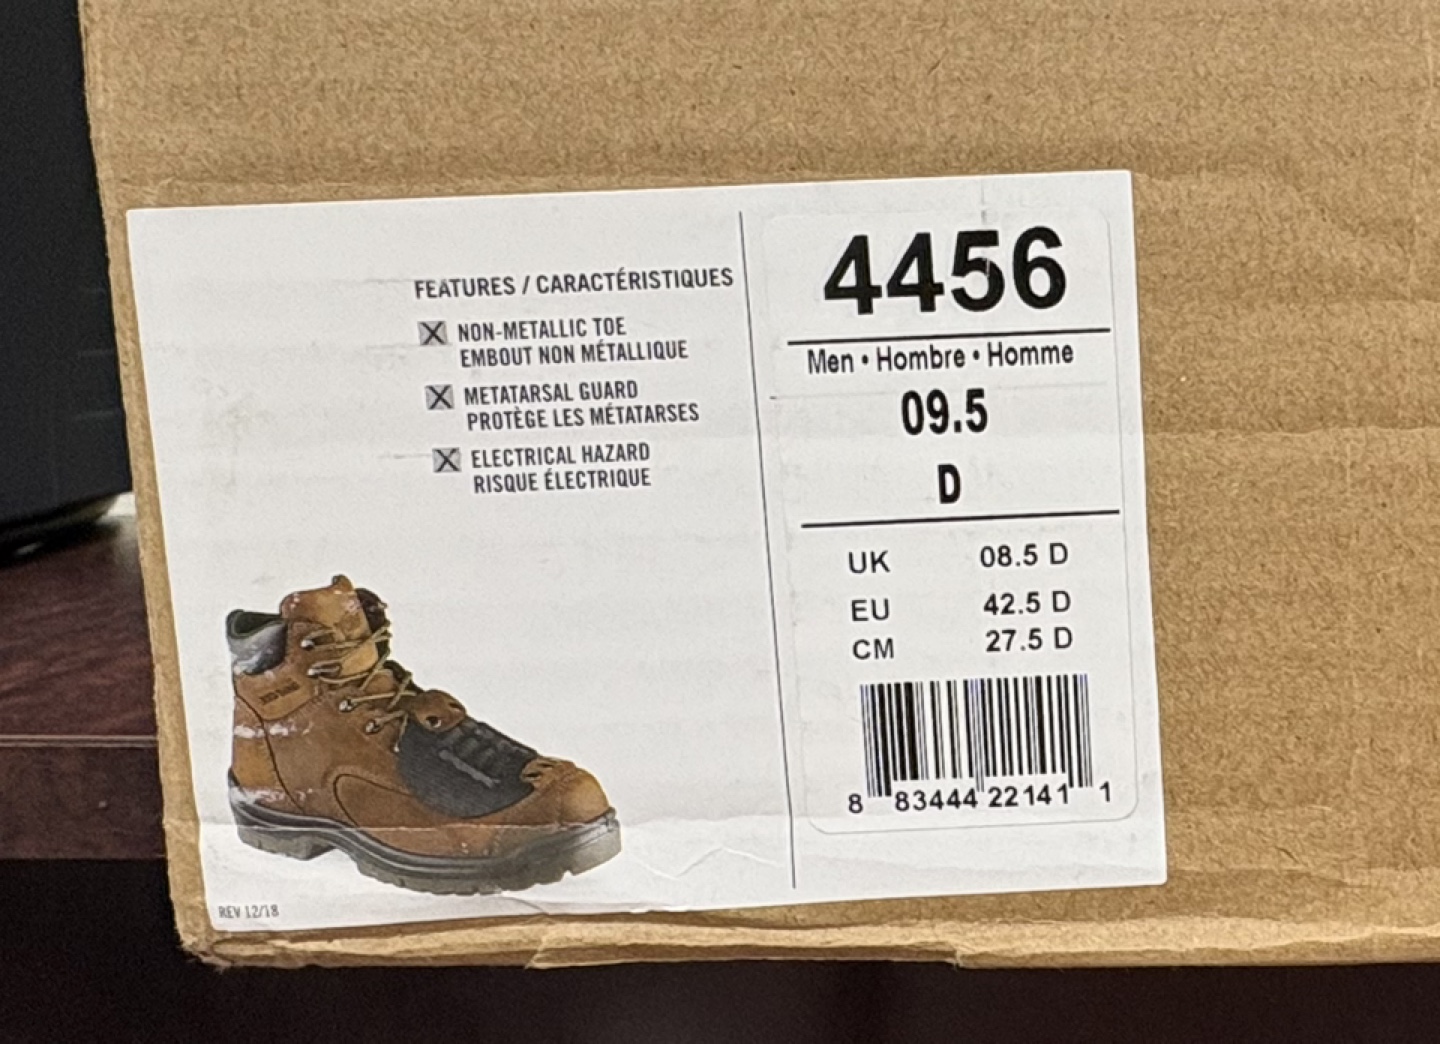 FEATURES / CARACTÉRISTIQUES
NON-METALLIC TOE
EMBOUT NON MÉTALLIQUE
METATARSAL GUARD
PROTÈGE LES MÉTATARSES
ELECTRICAL HAZARD
RISQUE ÉLECTRIQUE
REV 12/18
4456
Men • Hombre • Homme
09.5
D
UK 08.5 D
EU 42.5 D
CM 27.5 D
8 83444 22141 1